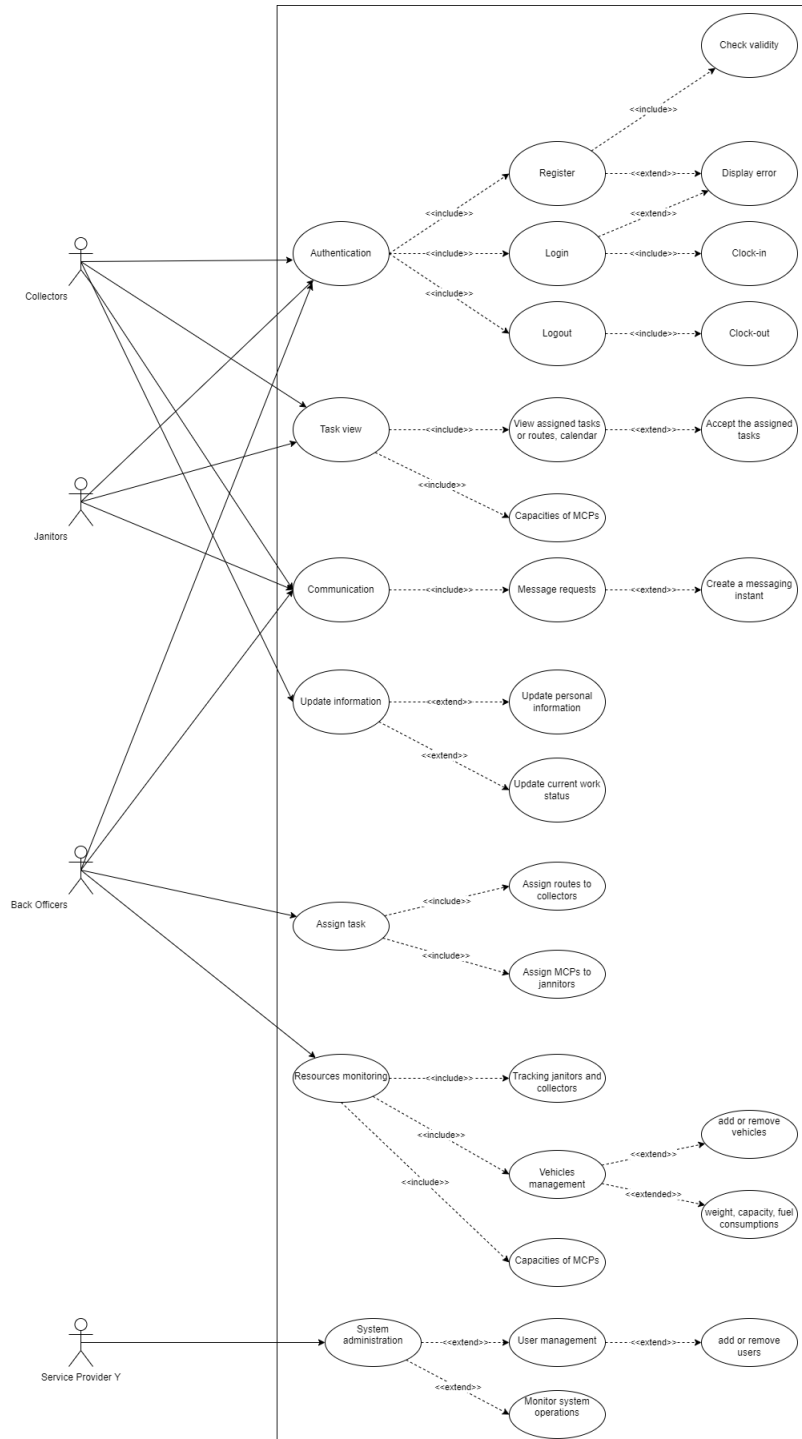 Check validity
<<include>>
Register
<<extend>>
Display error
<<include>>
<<extend>>
Collectors
Authentication
<<include>>
Login
<<include>>
Clock-in
<<include>>
Logout
<<include>>
Clock-out
Task view
<<include>>
View assigned tasks
or routes, calendar
<<extend>>
Accept the assigned
tasks
<<include>>
Janitors
Capacities of MCPs
Communication
<<include>>
Message requests
<<extend>>
Create a messaging
instant
Update information
<<extend>>
Update personal
information
<<extend>>
Update current work
status
Back Officers
<<include>>
Assign routes to
collectors
Assign task
<<include>>
Assign MCPs to
jannitors
Resources monitoring
<<include>>
Tracking janitors and
collectors
<<include>>
Vehicles
management
<<extend>>
add or remove
vehicles
<<extended>>
weight, capacity, fuel
consumptions
<<include>>
Capacities of MCPs
Service Provider Y
System
administration
<<extend>>
User management
<<extend>>
add or remove
users
<<extend>>
Monitor system
operations